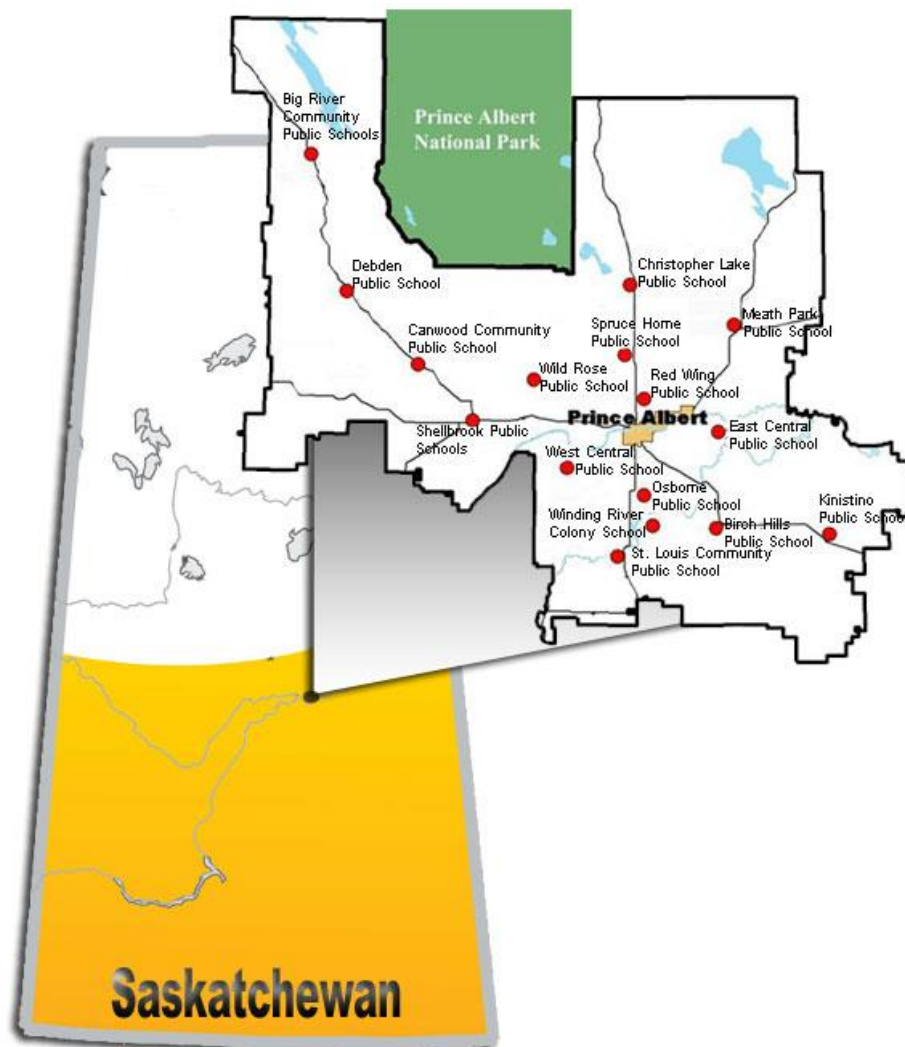 Big River
Community
Public Schools
Prince Albert
National Park
Debden
Public School
Christopher Lake
Public School
Canwood Community
Public School
Spruce Home
Public School
Meath Park
Public School
Wild Rose
Public School
Red Wing
Public School
Prince Albert
Shellbrook Public
Schools
East Central
Public School
West Central
Public School
Osborne
Public School
Winding River
Colony School
Birch Hills
Public School
Kinistino
Public School
St. Louis Community
Public School
Saskatchewan